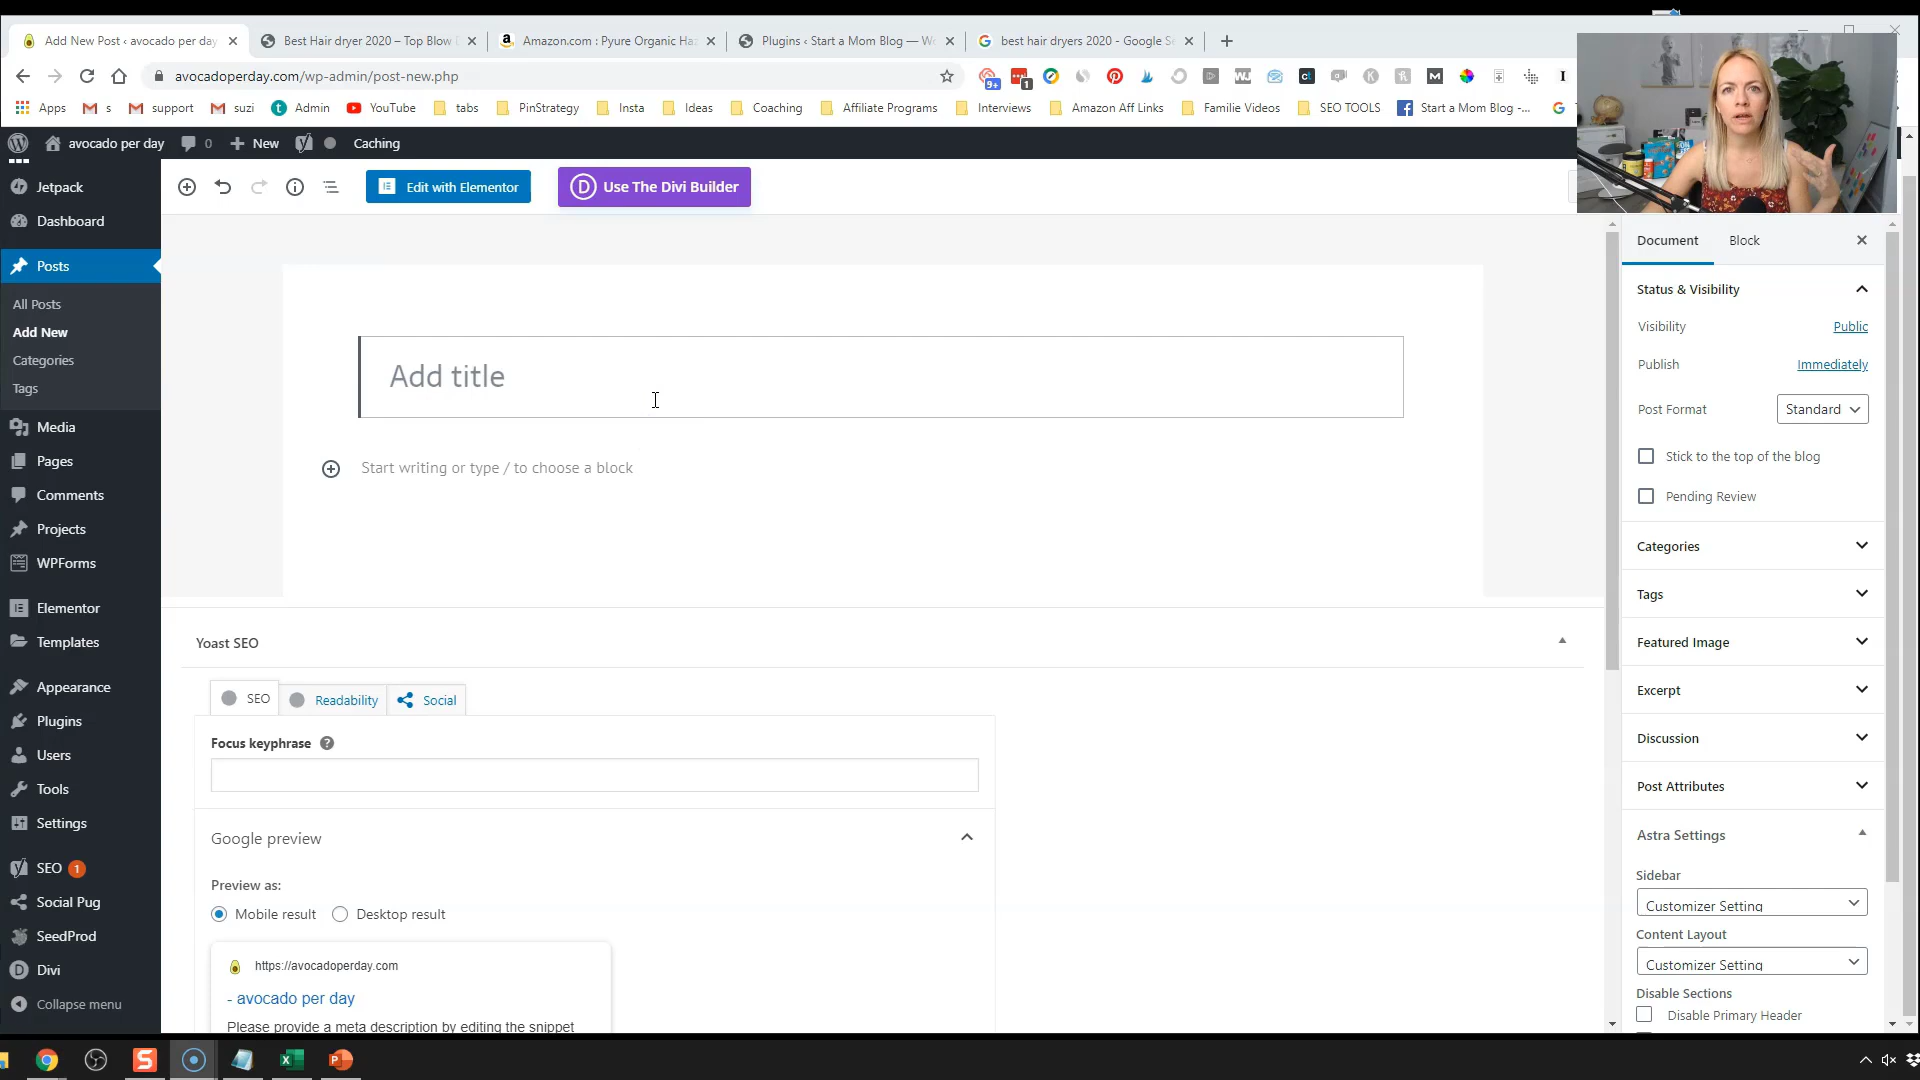 Add New Post ‹ avocado per day
Best Hair dryer 2020 – Top Blow
Amazon.com : Pyure Organic Haz
Plugins ‹ Start a Mom Blog — W
best hair dryers 2020 - Google Se
avocadoperday.com/wp-admin/post-new.php
9+
1
Apps
s
support
suzi
Admin
YouTube
tabs
PinStrategy
Insta
Ideas
Coaching
Affiliate Programs
Interviews
Amazon Aff Links
Familie Videos
SEO TOOLS
Start a Mom Blog -...
avocado per day
0
New
Caching
Jetpack
Dashboard
Posts
All Posts
Add New
Categories
Tags
Media
Pages
Comments
Projects
WPForms
Elementor
Templates
Appearance
Plugins
Users
Tools
Settings
SEO 1
Social Pug
SeedProd
Divi
Collapse menu
Edit with Elementor
D Use The Divi Builder
Add title
Start writing or type / to choose a block
Yoast SEO
SEO
Readability
Social
Focus keyphrase ?
Google preview
Preview as:
Mobile result
Desktop result
https://avocadoperday.com
- avocado per day
Please provide a meta description by editing the snippet
Document
Block
Status & Visibility
Visibility
Public
Publish
Immediately
Post Format
Standard
Stick to the top of the blog
Pending Review
Categories
Tags
Featured Image
Excerpt
Discussion
Post Attributes
Astra Settings
Sidebar
Customizer Setting
Content Layout
Customizer Setting
Disable Sections
Disable Primary Header